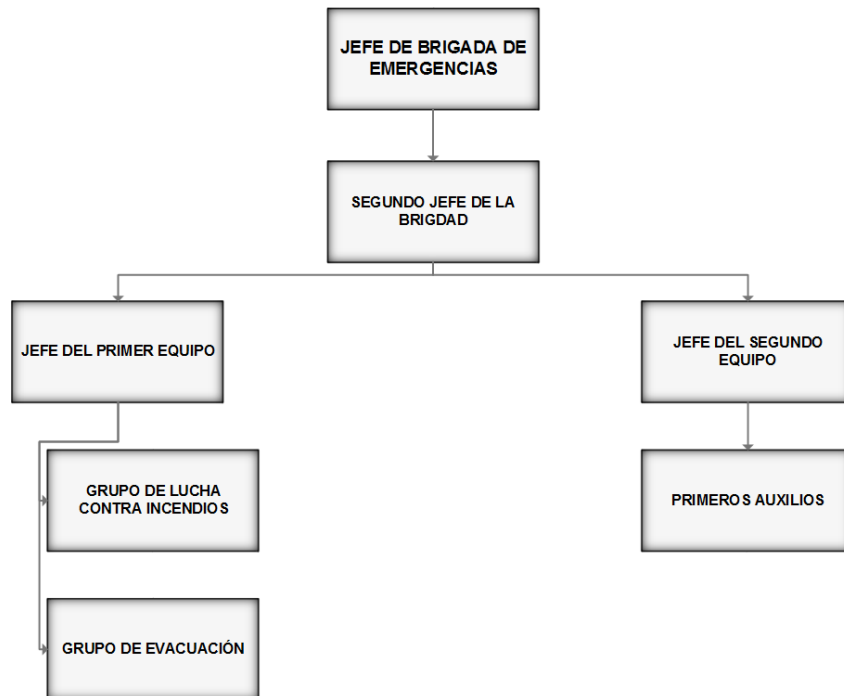 JEFE DE BRIGADA DE
EMERGENCIAS
SEGUNDO JEFE DE LA
BRIGDAD
JEFE DEL PRIMER EQUIPO
JEFE DEL SEGUNDO
EQUIPO
GRUPO DE LUCHA
CONTRA INCENDIOS
PRIMEROS AUXILIOS
GRUPO DE EVACUACIÓN